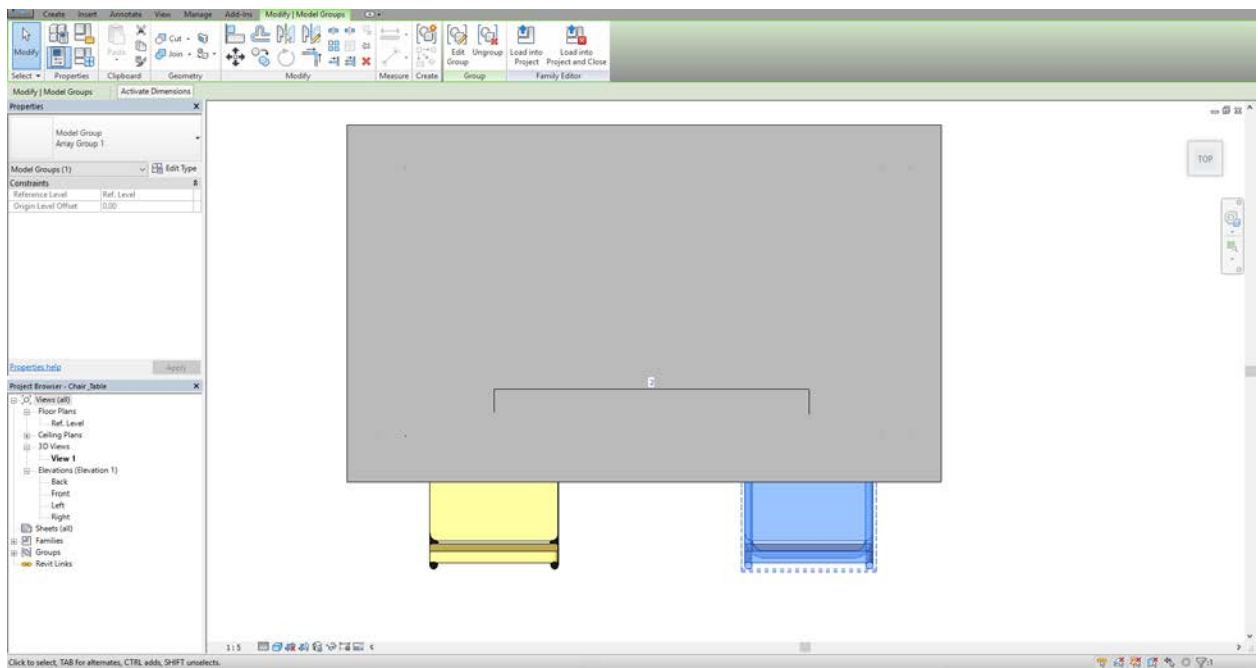 Create Insert Annotate View Manage Add-Ins Modify | Model Groups
Modify
Paste
Cut
Join
Edit Group
Ungroup
Load into Project
Load into Project and Close
Select Properties Clipboard Geometry Modify Measure Create Group Family Editor
Modify | Model Groups Activate Dimensions
Properties X
Model Group
Array Group 1
Model Groups (1) Edit Type
Constraints
Reference Level Ref. Level
Origin Level Offset 0.00
Properties help Apply
Project Browser - Chair_Table X
Views (all)
Floor Plans
Ref. Level
Ceiling Plans
3D Views
View 1
Elevations (Elevation 1)
Back
Front
Left
Right
Sheets (all)
Families
Groups
Revit Links
TOP
2
1:5
Click to select, TAB for alternates, CTRL adds, SHIFT unselects.